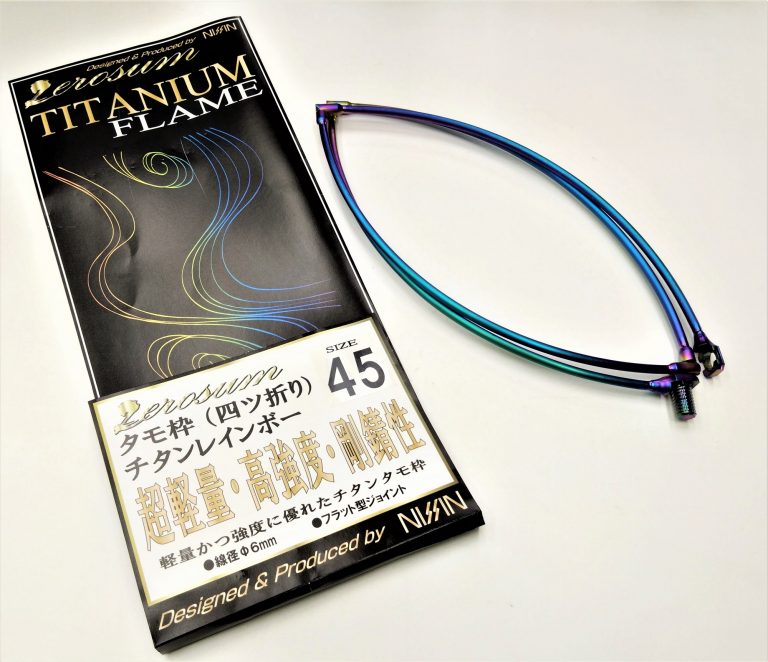 Designed & Produced by NISSIN
Zerosum
TITANIUM
FLAME
Zerosum
SIZE
45
タモ枠（四ツ折り）
チタンレインボー
超軽量・高強度・剛錆性
軽量かつ強度に優れたチタンタモ枠
●線径Φ6mm ●フラット型ジョイント
Designed & Produced by NISSIN